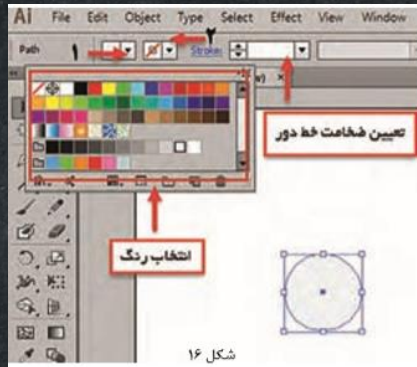 Ai File Edit Object Type Select Effect View Window
Path ۱ ۲ Stroke:
تعیین ضخامت خط دور
انتخاب رنگ
شکل ۱۶